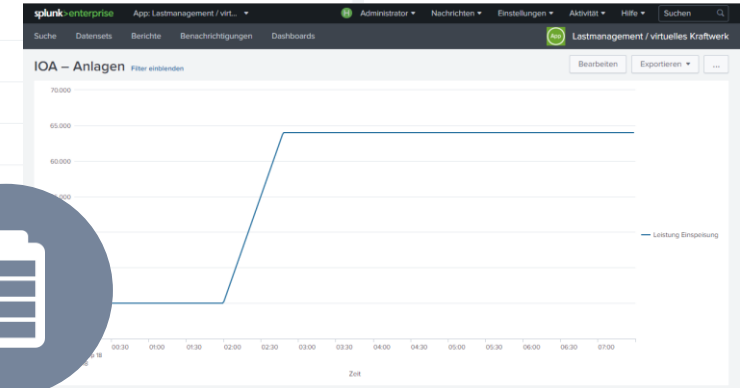 splunk>enterprise App: Lastmanagement / virt... Administrator Nachrichten Einstellungen Aktivität Hilfe Suchen
Suche Datensets Berichte Benachrichtigungen Dashboards App Lastmanagement / virtuelles Kraftwerk
IOA – Anlagen Filter einblenden Bearbeiten Exportieren ...
70.000
65.000
60.000
Leistung Einspeisung
00:30 01:00 01:30 02:00 02:30 03:00 03:30 04:00 04:30 05:00 05:30 06:00 06:30 07:00
Zeit